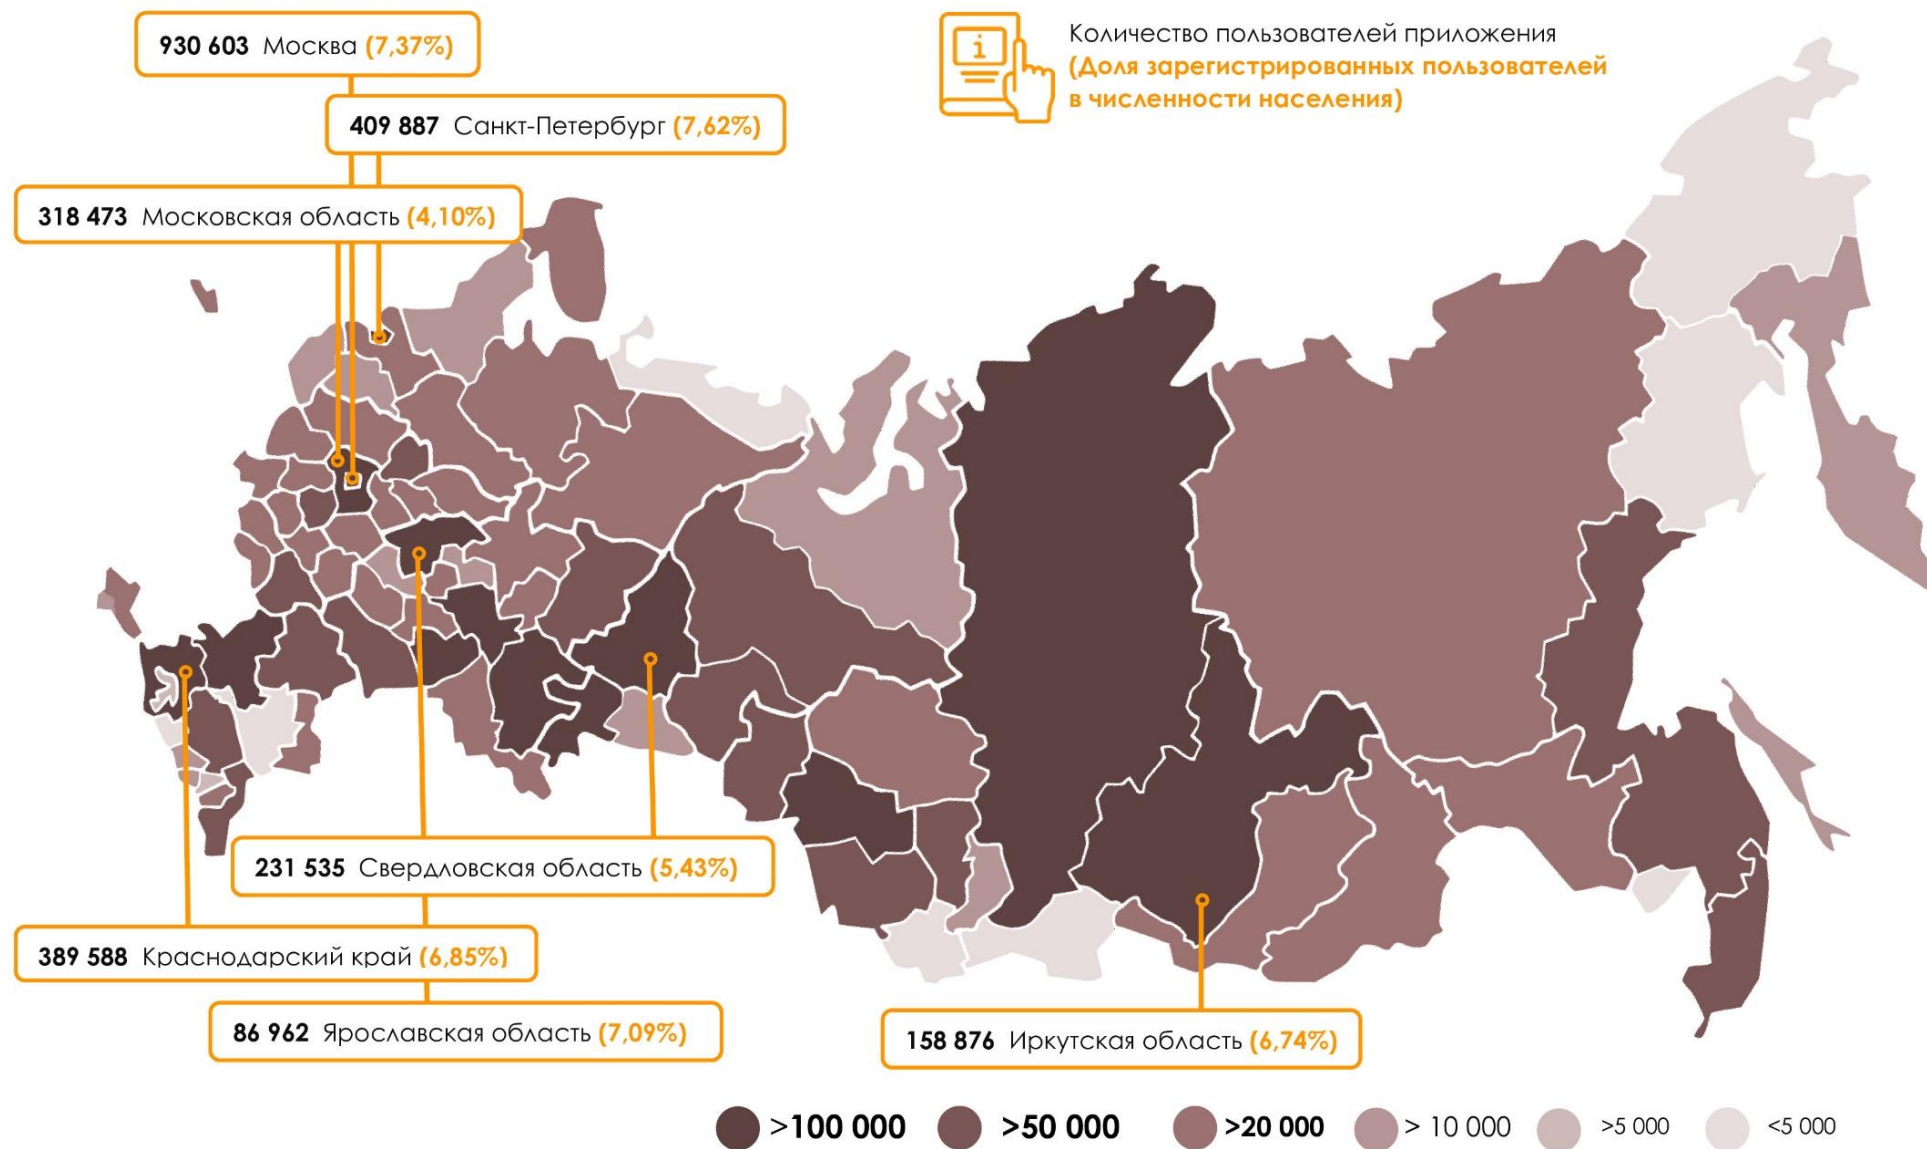 930 603 Москва (7,37%)
Количество пользователей приложения
(Доля зарегистрированных пользователей
в численности населения)
i
409 887 Санкт-Петербург (7,62%)
318 473 Московская область (4,10%)
231 535 Свердловская область (5,43%)
389 588 Краснодарский край (6,85%)
86 962 Ярославская область (7,09%)
158 876 Иркутская область (6,74%)
>100 000 >50 000 >20 000 > 10 000 >5 000 <5 000